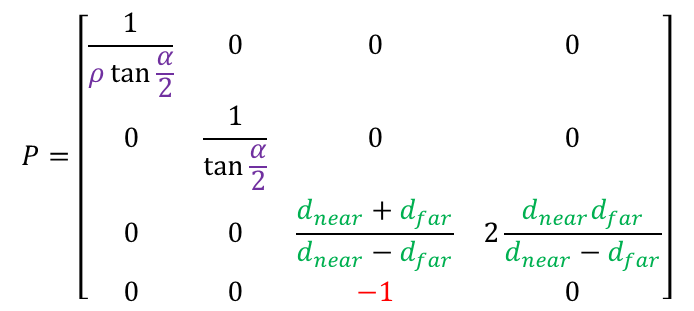 P = [ 1/(ρ tan α/2) 0 0 0
0 1/(tan α/2) 0 0
0 0 (d_near + d_far)/(d_near − d_far) 2 (d_near d_far)/(d_near − d_far)
0 0 −1 0 ]